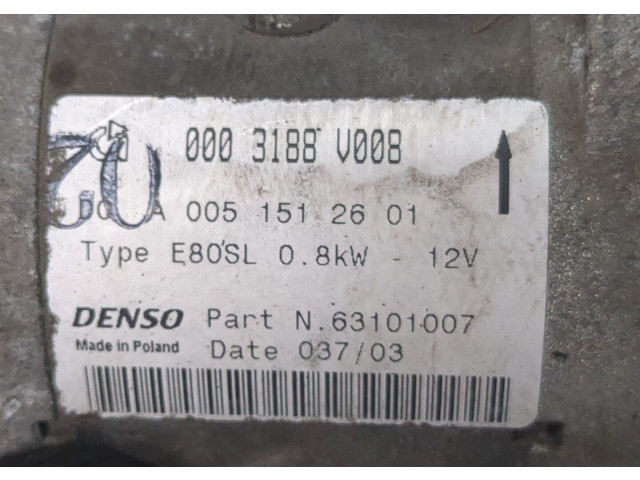 000 3188 V008
A 005 151 26 01
Type E80SL 0.8kW - 12V
DENSO Part N.63101007
Made in Poland Date 037/03